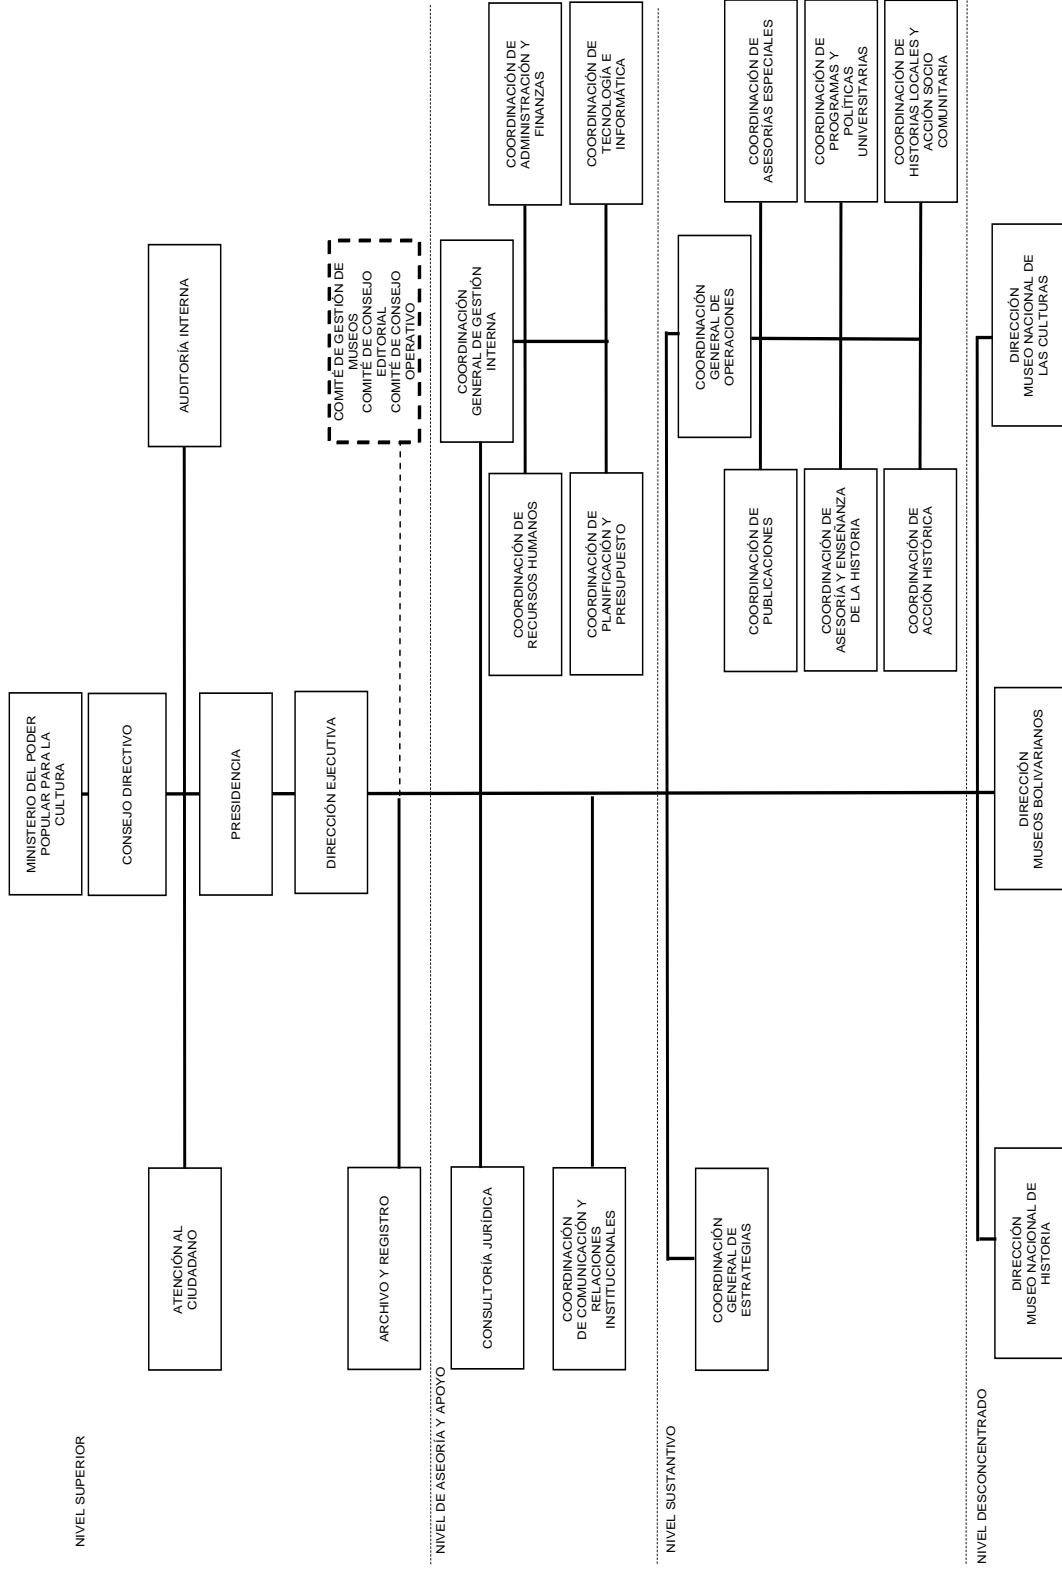 NIVEL SUPERIOR
MINISTERIO DEL PODER
POPULAR PARA LA
CULTURA
CONSEJO DIRECTIVO
ATENCIÓN AL
CIUDADANO
AUDITORÍA INTERNA
PRESIDENCIA
DIRECCIÓN EJECUTIVA
ARCHIVO Y REGISTRO
COMITÉ DE GESTIÓN DE
MUSEOS
COMITÉ DE CONSEJO
EDITORIAL
COMITÉ DE CONSEJO
OPERATIVO
NIVEL DE ASEORÍA Y APOYO
CONSULTORÍA JURÍDICA
COORDINACIÓN
GENERAL DE GESTIÓN
INTERNA
COORDINACIÓN DE
RECURSOS HUMANOS
COORDINACIÓN DE
ADMINISTRACIÓN Y
FINANZAS
COORDINACIÓN
DE COMUNICACIÓN Y
RELACIONES
INSTITUCIONALES
COORDINACIÓN DE
PLANIFICACIÓN Y
PRESUPUESTO
COORDINACIÓN DE
TECNOLOGÍA E
INFORMÁTICA
NIVEL SUSTANTIVO
COORDINACIÓN
GENERAL DE
ESTRATEGIAS
COORDINACIÓN
GENERAL DE
OPERACIONES
COORDINACIÓN DE
PUBLICACIONES
COORDINACIÓN DE
ASESORÍAS ESPECIALES
COORDINACIÓN DE
ASESORÍA Y ENSEÑANZA
DE LA HISTORIA
COORDINACIÓN DE
PROGRAMAS Y
POLÍTICAS
UNIVERSITARIAS
COORDINACIÓN DE
ACCIÓN HISTÓRICA
COORDINACIÓN DE
HISTORIAS LOCALES Y
ACCIÓN SOCIO
COMUNITARIA
NIVEL DESCONCENTRADO
DIRECCIÓN
MUSEO NACIONAL DE
HISTORIA
DIRECCIÓN
MUSEOS BOLIVARIANOS
DIRECCIÓN
MUSEO NACIONAL DE
LAS CULTURAS